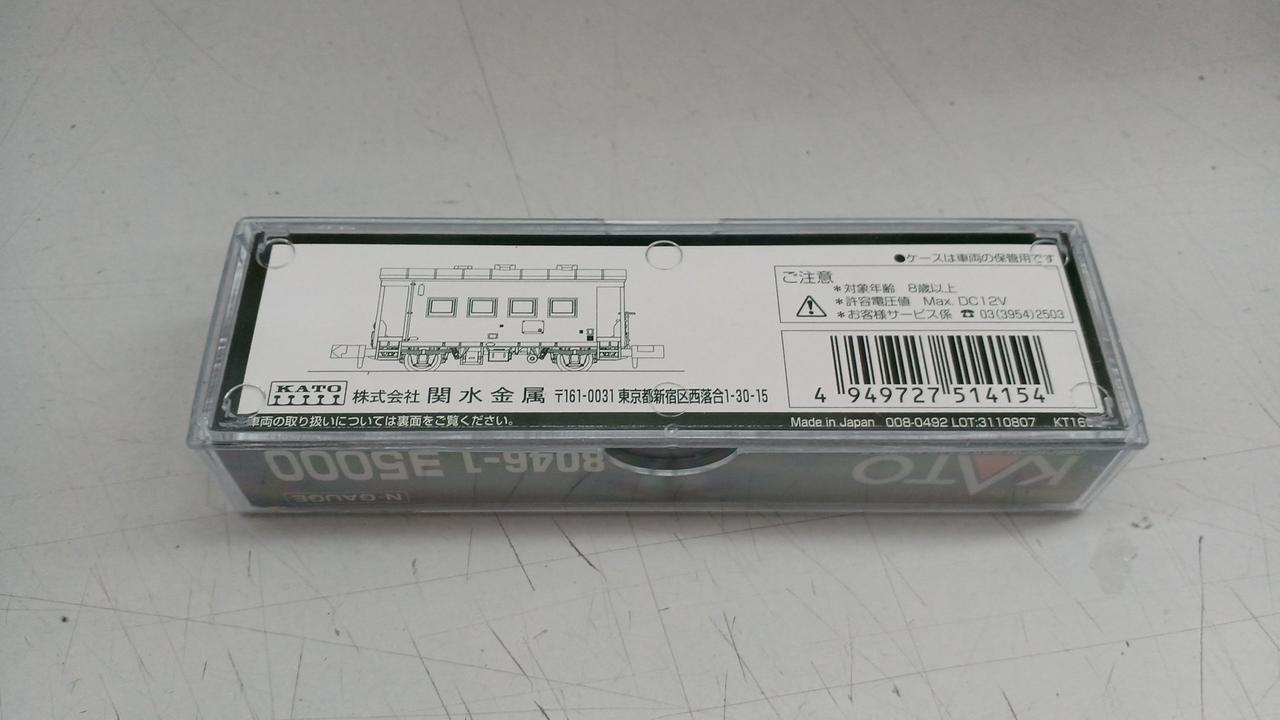 ●ケースは車両の保管用です
ご注意
*対象年齢 8歳以上
*許容電圧値 Max. DC12V
*お客様サービス係 ☎ 03(3954)2503
KATO 株式会社 関水金属 〒161-0031 東京都新宿区西落合1-30-15
4 949727 514154
車両の取り扱いについては裏面をご覧ください。
Made in Japan 008-0492 LOT:3110807
KATO
8046-1 ヨ5000
N-GAUGE